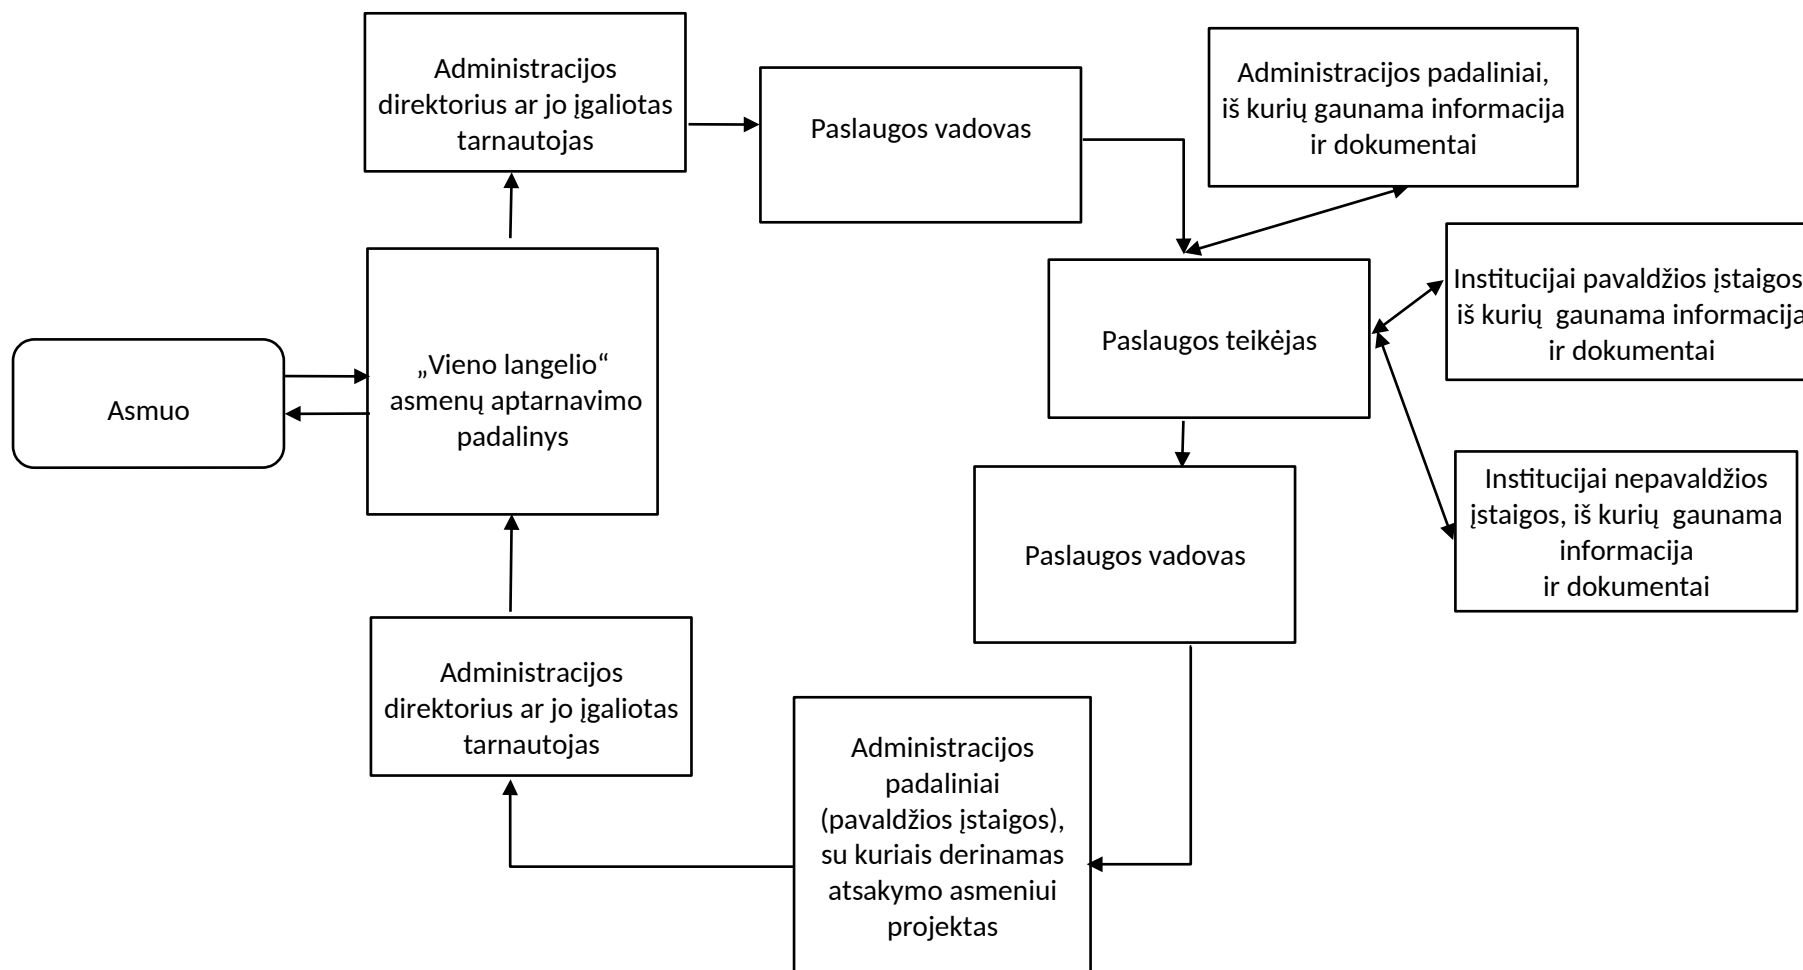 Administracijos
direktorius ar jo įgaliotas
tarnautojas
Paslaugos vadovas
Administracijos padaliniai,
iš kurių gaunama informacija
ir dokumentai
Institucijai pavaldžios įstaigos
iš kurių  gaunama informacija
ir dokumentai
Paslaugos teikėjas
„Vieno langelio“
asmenų aptarnavimo
padalinys
Asmuo
Institucijai nepavaldžios
įstaigos, iš kurių  gaunama
informacija
ir dokumentai
Paslaugos vadovas
Administracijos
direktorius ar jo įgaliotas
tarnautojas
Administracijos
padaliniai
(pavaldžios įstaigos),
su kuriais derinamas
atsakymo asmeniui
projektas